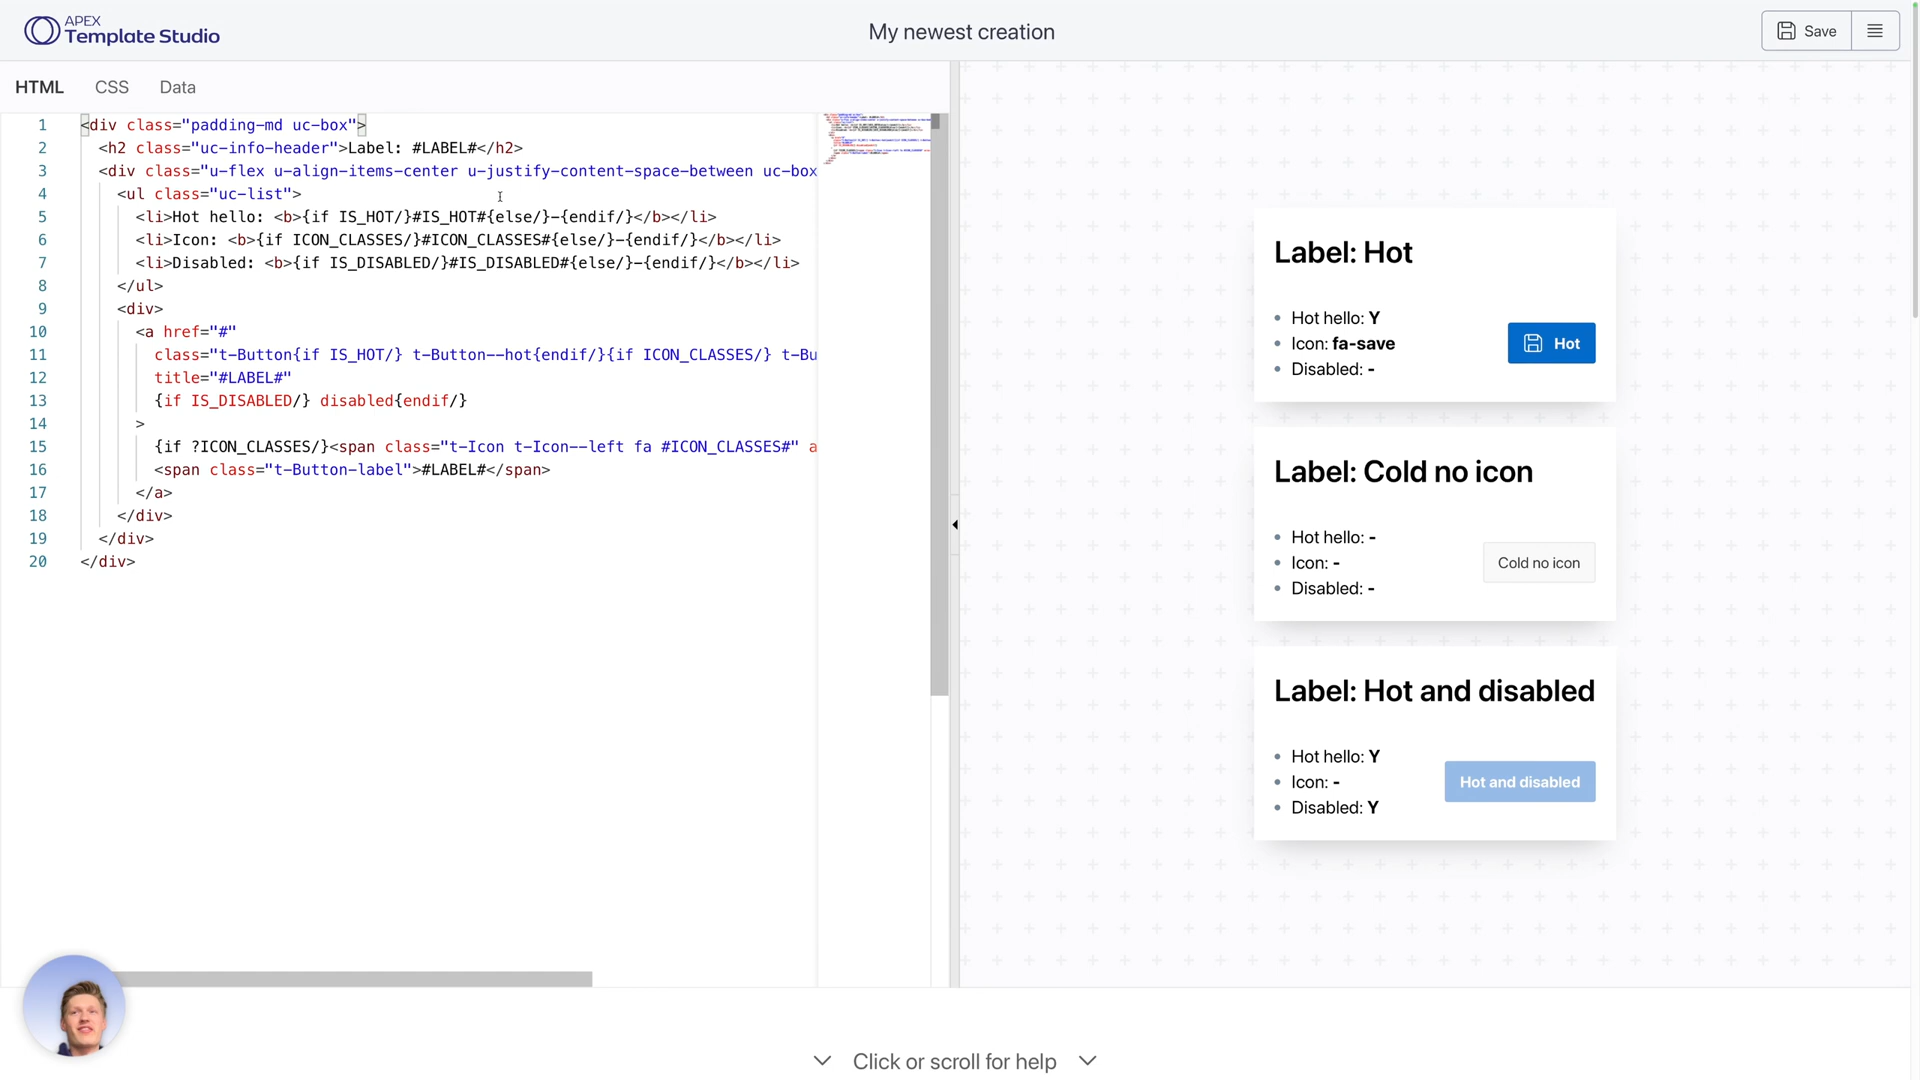 APEX
Template Studio
My newest creation
Save
HTML CSS Data
1 <div class="padding-md uc-box">
2 <h2 class="uc-info-header">Label: #LABEL#</h2>
3 <div class="u-flex u-align-items-center u-justify-content-space-between uc-box
4 <ul class="uc-list">
5 <li>Hot hello: <b>{if IS_HOT/}#IS_HOT#{else/}-{endif/}</b></li>
6 <li>Icon: <b>{if ICON_CLASSES/}#ICON_CLASSES#{else/}-{endif/}</b></li>
7 <li>Disabled: <b>{if IS_DISABLED/}#IS_DISABLED#{else/}-{endif/}</b></li>
8 </ul>
9 <div>
10 <a href="#"
11 class="t-Button{if IS_HOT/} t-Button--hot{endif/}{if ICON_CLASSES/} t-Bu
12 title="#LABEL#"
13 {if IS_DISABLED/} disabled{endif/}
14 >
15 {if ?ICON_CLASSES/}<span class="t-Icon t-Icon--left fa #ICON_CLASSES#" a
16 <span class="t-Button-label">#LABEL#</span>
17 </a>
18 </div>
19 </div>
20 </div>
Label: Hot
Hot hello: Y
Icon: fa-save
Disabled: -
Hot
Label: Cold no icon
Hot hello: -
Icon: -
Disabled: -
Cold no icon
Label: Hot and disabled
Hot hello: Y
Icon: -
Disabled: Y
Hot and disabled
Click or scroll for help